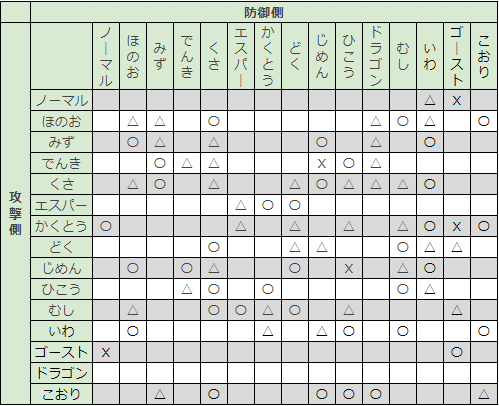 防御側
ノーマル ほのお みず でんき くさ エスパー かくとう どく じめん ひこう ドラゴン むし いわ ゴースト こおり
攻撃側
ノーマル △ x
ほのお △ △ ○ △ ○ △ ○
みず ○ △ △ ○ △ ○
でんき ○ △ △ x ○ △
くさ △ ○ △ △ ○ △ △ △ ○
エスパー △ ○ ○
かくとう ○ △ △ △ △ ○ x ○
どく ○ △ △ ○ △ △
じめん ○ ○ △ ○ x △ ○
ひこう △ ○ ○ ○ △
むし △ ○ ○ △ ○ △ △
いわ ○ △ △ ○ ○ ○
ゴースト x ○
ドラゴン
こおり △ ○ ○ ○ ○ △